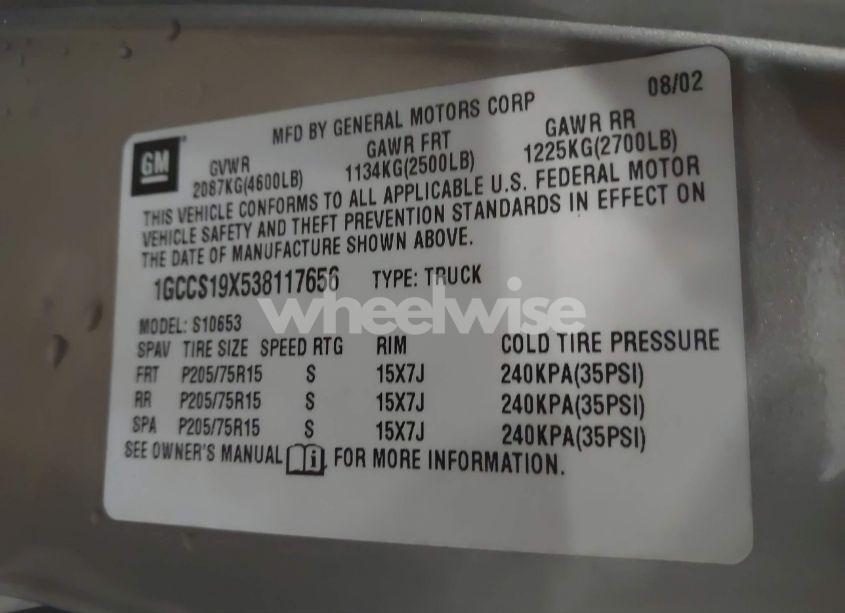 08/02
MFD BY GENERAL MOTORS CORP
GM
GVWR GAWR FRT GAWR RR
2087KG(4600LB) 1134KG(2500LB) 1225KG(2700LB)
THIS VEHICLE CONFORMS TO ALL APPLICABLE U.S. FEDERAL MOTOR
VEHICLE SAFETY AND THEFT PREVENTION STANDARDS IN EFFECT ON
THE DATE OF MANUFACTURE SHOWN ABOVE.
1GCCS19X538117656 TYPE: TRUCK
wheelwise
MODEL: S10653
SPAV TIRE SIZE SPEED RTG RIM COLD TIRE PRESSURE
FRT P205/75R15 S 15X7J 240KPA(35PSI)
RR P205/75R15 S 15X7J 240KPA(35PSI)
SPA P205/75R15 S 15X7J 240KPA(35PSI)
SEE OWNER'S MANUAL i FOR MORE INFORMATION.